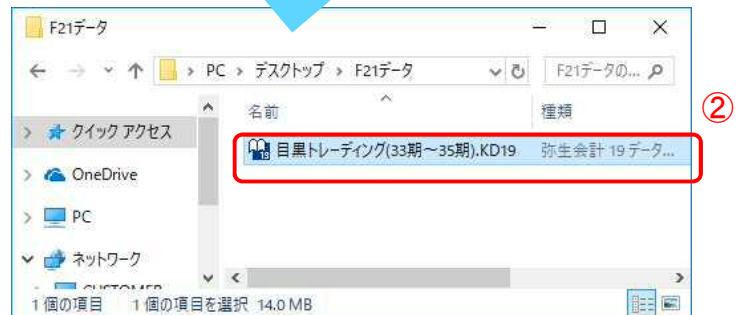 F21データ
PC > デスクトップ > F21データ
F21データの...
名前
種類
②
クイック アクセス
目黒トレーディング(33期～35期).KD19
弥生会計 19 データ...
OneDrive
PC
ネットワーク
1 個の項目 1 個の項目を選択 14.0 MB